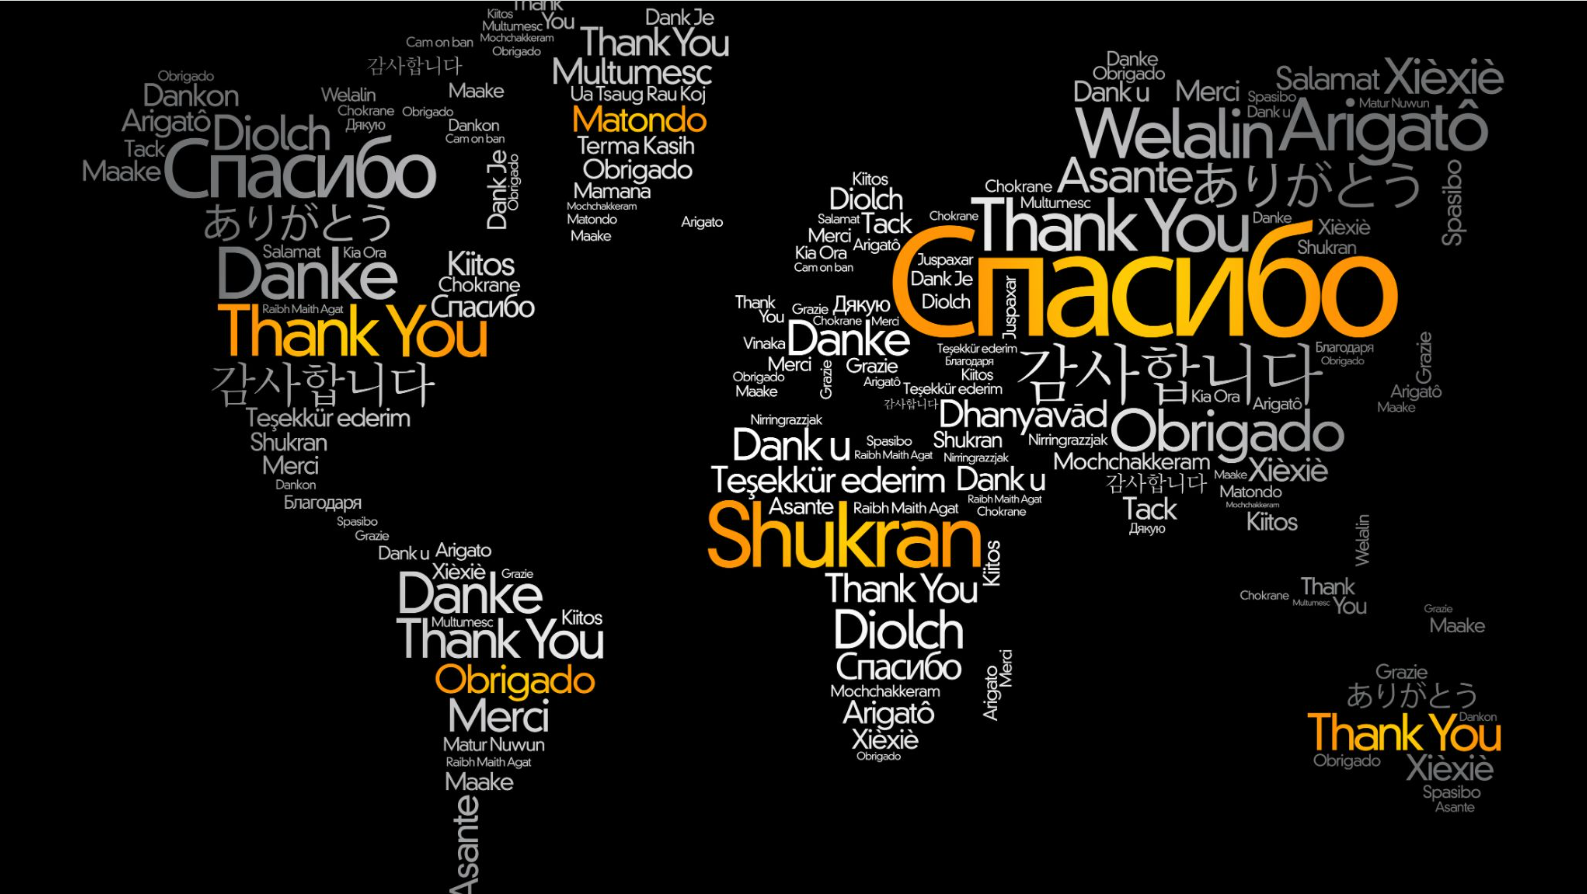 Thank
You
Kiitos
Multumesc
Mochchakkeram
Obrigado
Cam on ban
감사합니다
Obrigado
Dankon
Arigatô
Diolch
Tack
Maake
Спасибо
Welalin
Maake
Chokrane
Obrigado
Дякую
Dankon
Cam on ban
Dank Je
Obrigado
ありがとう
Salamat
Kia Ora
Danke
Kiitos
Chokrane
Raibh Maith Agat
Спасибо
Thank You
감사합니다
Teşekkür ederim
Shukran
Merci
Dankon
Благодаря
Spasibo
Grazie
Dank u
Arigato
Xièxiè
Grazie
Danke
Multumesc
Kiitos
Thank You
Obrigado
Merci
Matur Nuwun
Raibh Maith Agat
Maake
Asante
Dank Je
Thank You
Multumesc
Ua Tsaug Rau Koj
Matondo
Terma Kasih
Obrigado
Mamana
Mochchakkeram
Matondo
Maake
Arigato
Kiitos
Diolch
Salamat
Tack
Merci
Arigatô
Kia Ora
Cam on ban
Thank
You
Grazie
Дякую
Chokrane
Merci
Vinaka
Danke
Merci
Grazie
Obrigado
Grazie
Arigatô
Maake
Teşekkür ederim
감사합니다
Nirringrazzjak
Dank u
Spasibo
Raibh Maith Agat
Shukran
Nirringrazzjak
Teşekkür ederim
Dank u
Asante
Raibh Maith Agat
Raibh Maith Agat
Chokrane
Shukran
Kiitos
Thank You
Diolch
Спасибо
Mochchakkeram
Arigatô
Xièxiè
Obrigado
Arigato
Merci
Danke
Obrigado
Dank u
Merci
Spasibo
Salamat
Xièxiè
Matur Nuwun
Dank u
Welalin
Arigatô
Chokrane
Asante
ありがとう
Spasibo
Multumesc
Chokrane
Thank You
Danke
Xièxiè
Shukran
Juspaxar
Dank Je
Diolch
Juspaxar
Спасибо
Teşekkür ederim
Благодаря
Kiitos
감사합니다
Благодаря
Obrigado
Grazie
Kia Ora
Arigatô
Arigatô
Maake
Dhanyavād
Nirringrazzjak
Obrigado
Mochchakkeram
Maake
Xièxiè
감사합니다
Matondo
Mochchakkeram
Tack
Дякую
Kiitos
Welalin
Chokrane
Thank
Multumesc
You
Grazie
Maake
Grazie
ありがとう
Dankon
Thank You
Obrigado
Xièxiè
Spasibo
Asante